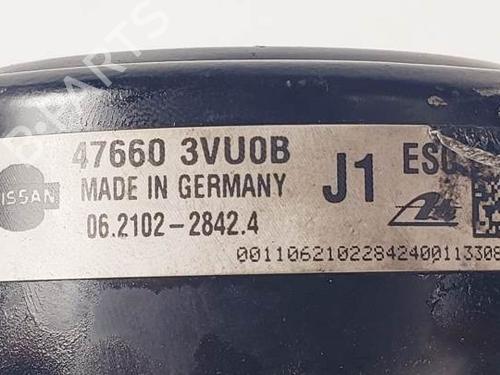 47660 3VU0B
NISSAN
MADE IN GERMANY
J1
06.2102-2842.4
00110621022842400113308